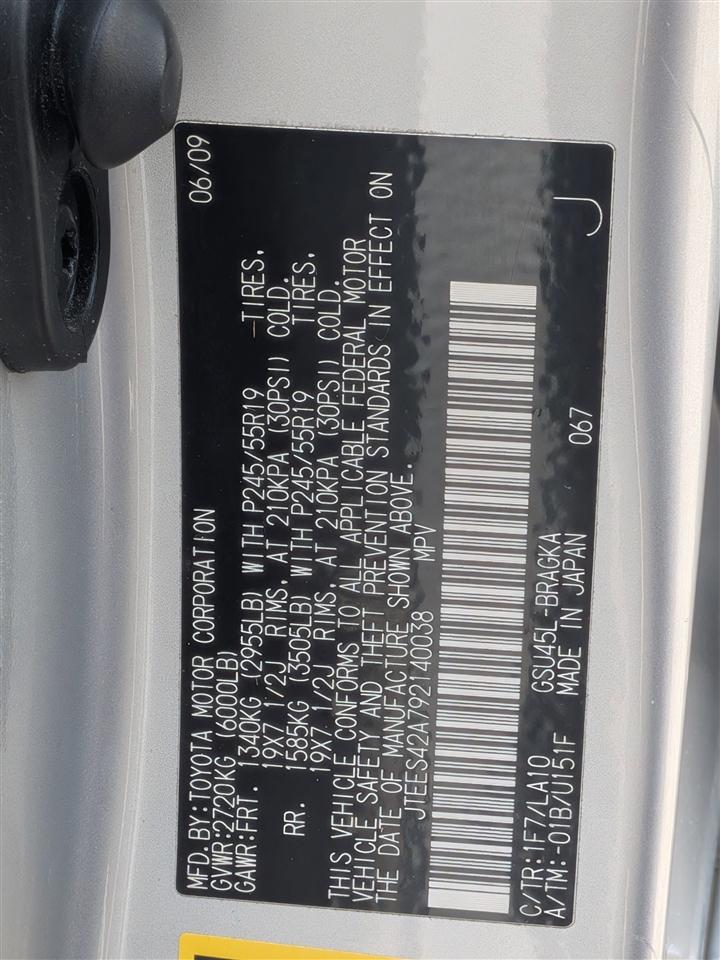 MFD.BY:TOYOTA MOTOR CORPORATION 06/09
GVWR:2720KG (6000LB)
GAWR:FRT. 1340KG (2955LB) WITH P245/55R19 TIRES,
19X7 1/2J RIMS, AT 210KPA (30PSI) COLD.
RR. 1585KG (3505LB) WITH P245/55R19 TIRES,
19X7 1/2J RIMS, AT 210KPA (30PSI) COLD.
THIS VEHICLE CONFORMS TO ALL APPLICABLE FEDERAL MOTOR
VEHICLE SAFETY AND THEFT PREVENTION STANDARDS IN EFFECT ON
THE DATE OF MANUFACTURE SHOWN ABOVE.
JTEES42A792140038 MPV
C/TR:1F7/LA10 GSU45L-BRAGKA
A/TM:-01B/U151F MADE IN JAPAN 067
J